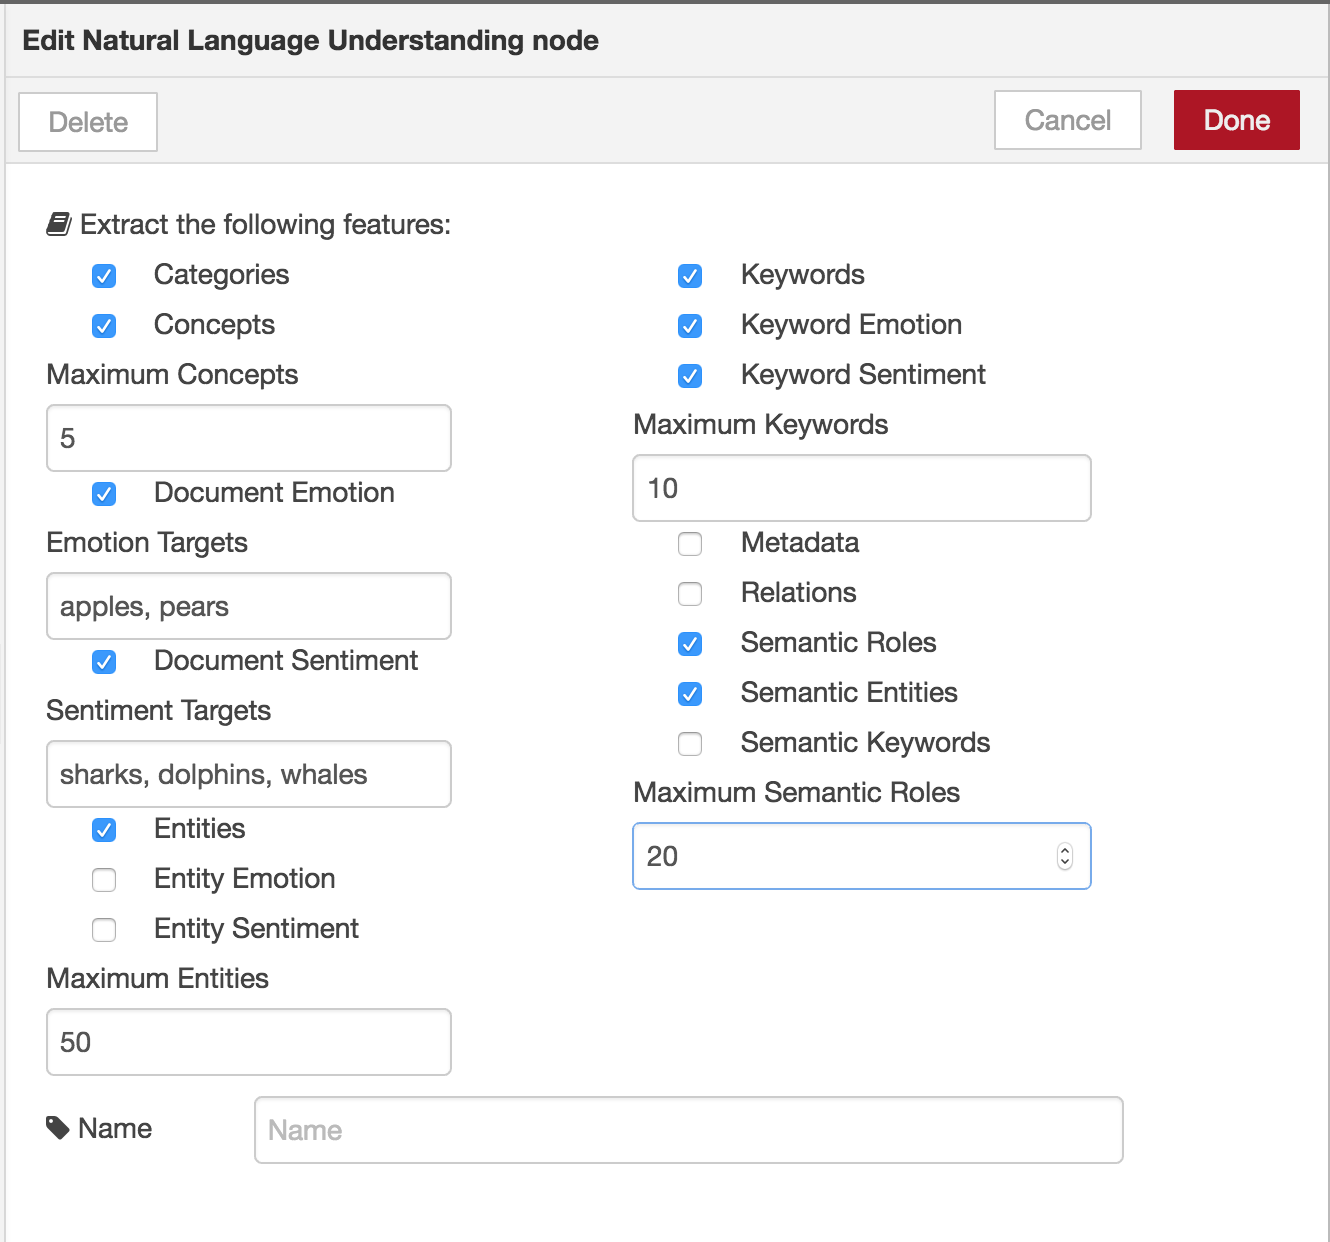 Edit Natural Language Understanding node
Delete
Cancel
Done
Extract the following features:
Categories
Concepts
Maximum Concepts
5
Document Emotion
Emotion Targets
apples, pears
Document Sentiment
Sentiment Targets
sharks, dolphins, whales
Entities
Entity Emotion
Entity Sentiment
Maximum Entities
50
Keywords
Keyword Emotion
Keyword Sentiment
Maximum Keywords
10
Metadata
Relations
Semantic Roles
Semantic Entities
Semantic Keywords
Maximum Semantic Roles
20
Name
Name